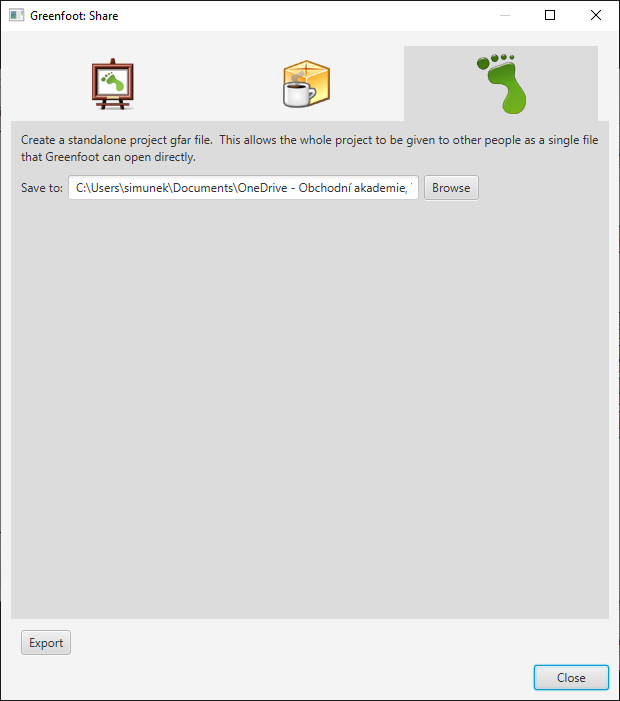 Greenfoot: Share
Create a standalone project gfar file. This allows the whole project to be given to other people as a single file
that Greenfoot can open directly.
Save to: C:\Users\simunek\Documents\OneDrive - Obchodní akademie, Browse
Export
Close